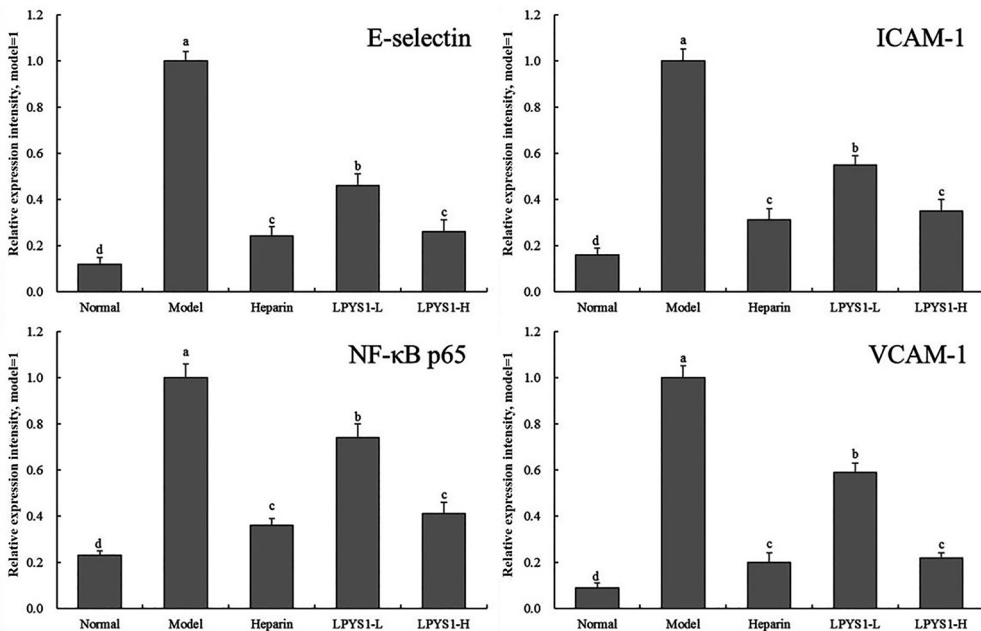 Relative expression intensity, model=1
1.2
1.0
0.8
0.6
0.4
0.2
0.0
E-selectin
d
a
c
b
c
Normal Model Heparin LPYS1-L LPYS1-H
Relative expression intensity, model=1
1.2
1.0
0.8
0.6
0.4
0.2
0.0
ICAM-1
d
a
c
b
c
Normal Model Heparin LPYS1-L LPYS1-H
Relative expression intensity, model=1
1.2
1.0
0.8
0.6
0.4
0.2
0.0
NF-κB p65
d
a
c
b
c
Normal Model Heparin LPYS1-L LPYS1-H
Relative expression intensity, model=1
1.2
1.0
0.8
0.6
0.4
0.2
0.0
VCAM-1
d
a
c
b
c
Normal Model Heparin LPYS1-L LPYS1-H